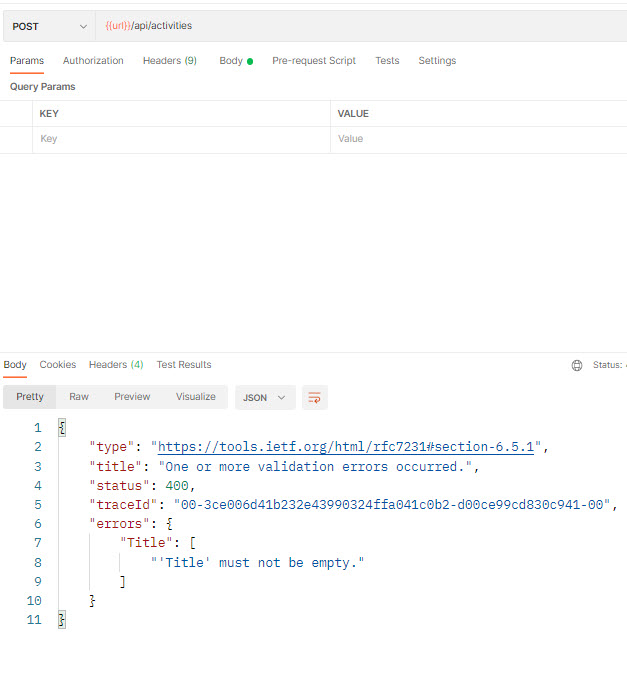 POST {{url}}/api/activities
Params Authorization Headers (9) Body Pre-request Script Tests Settings
Query Params
KEY VALUE
Key Value
Body Cookies Headers (4) Test Results Status:
Pretty Raw Preview Visualize JSON
1 {
2 "type": "https://tools.ietf.org/html/rfc7231#section-6.5.1",
3 "title": "One or more validation errors occurred.",
4 "status": 400,
5 "traceId": "00-3ce006d41b232e43990324ffa041c0b2-d00ce99cd830c941-00",
6 "errors": {
7 "Title": [
8 "'Title' must not be empty."
9 ]
10 }
11 }